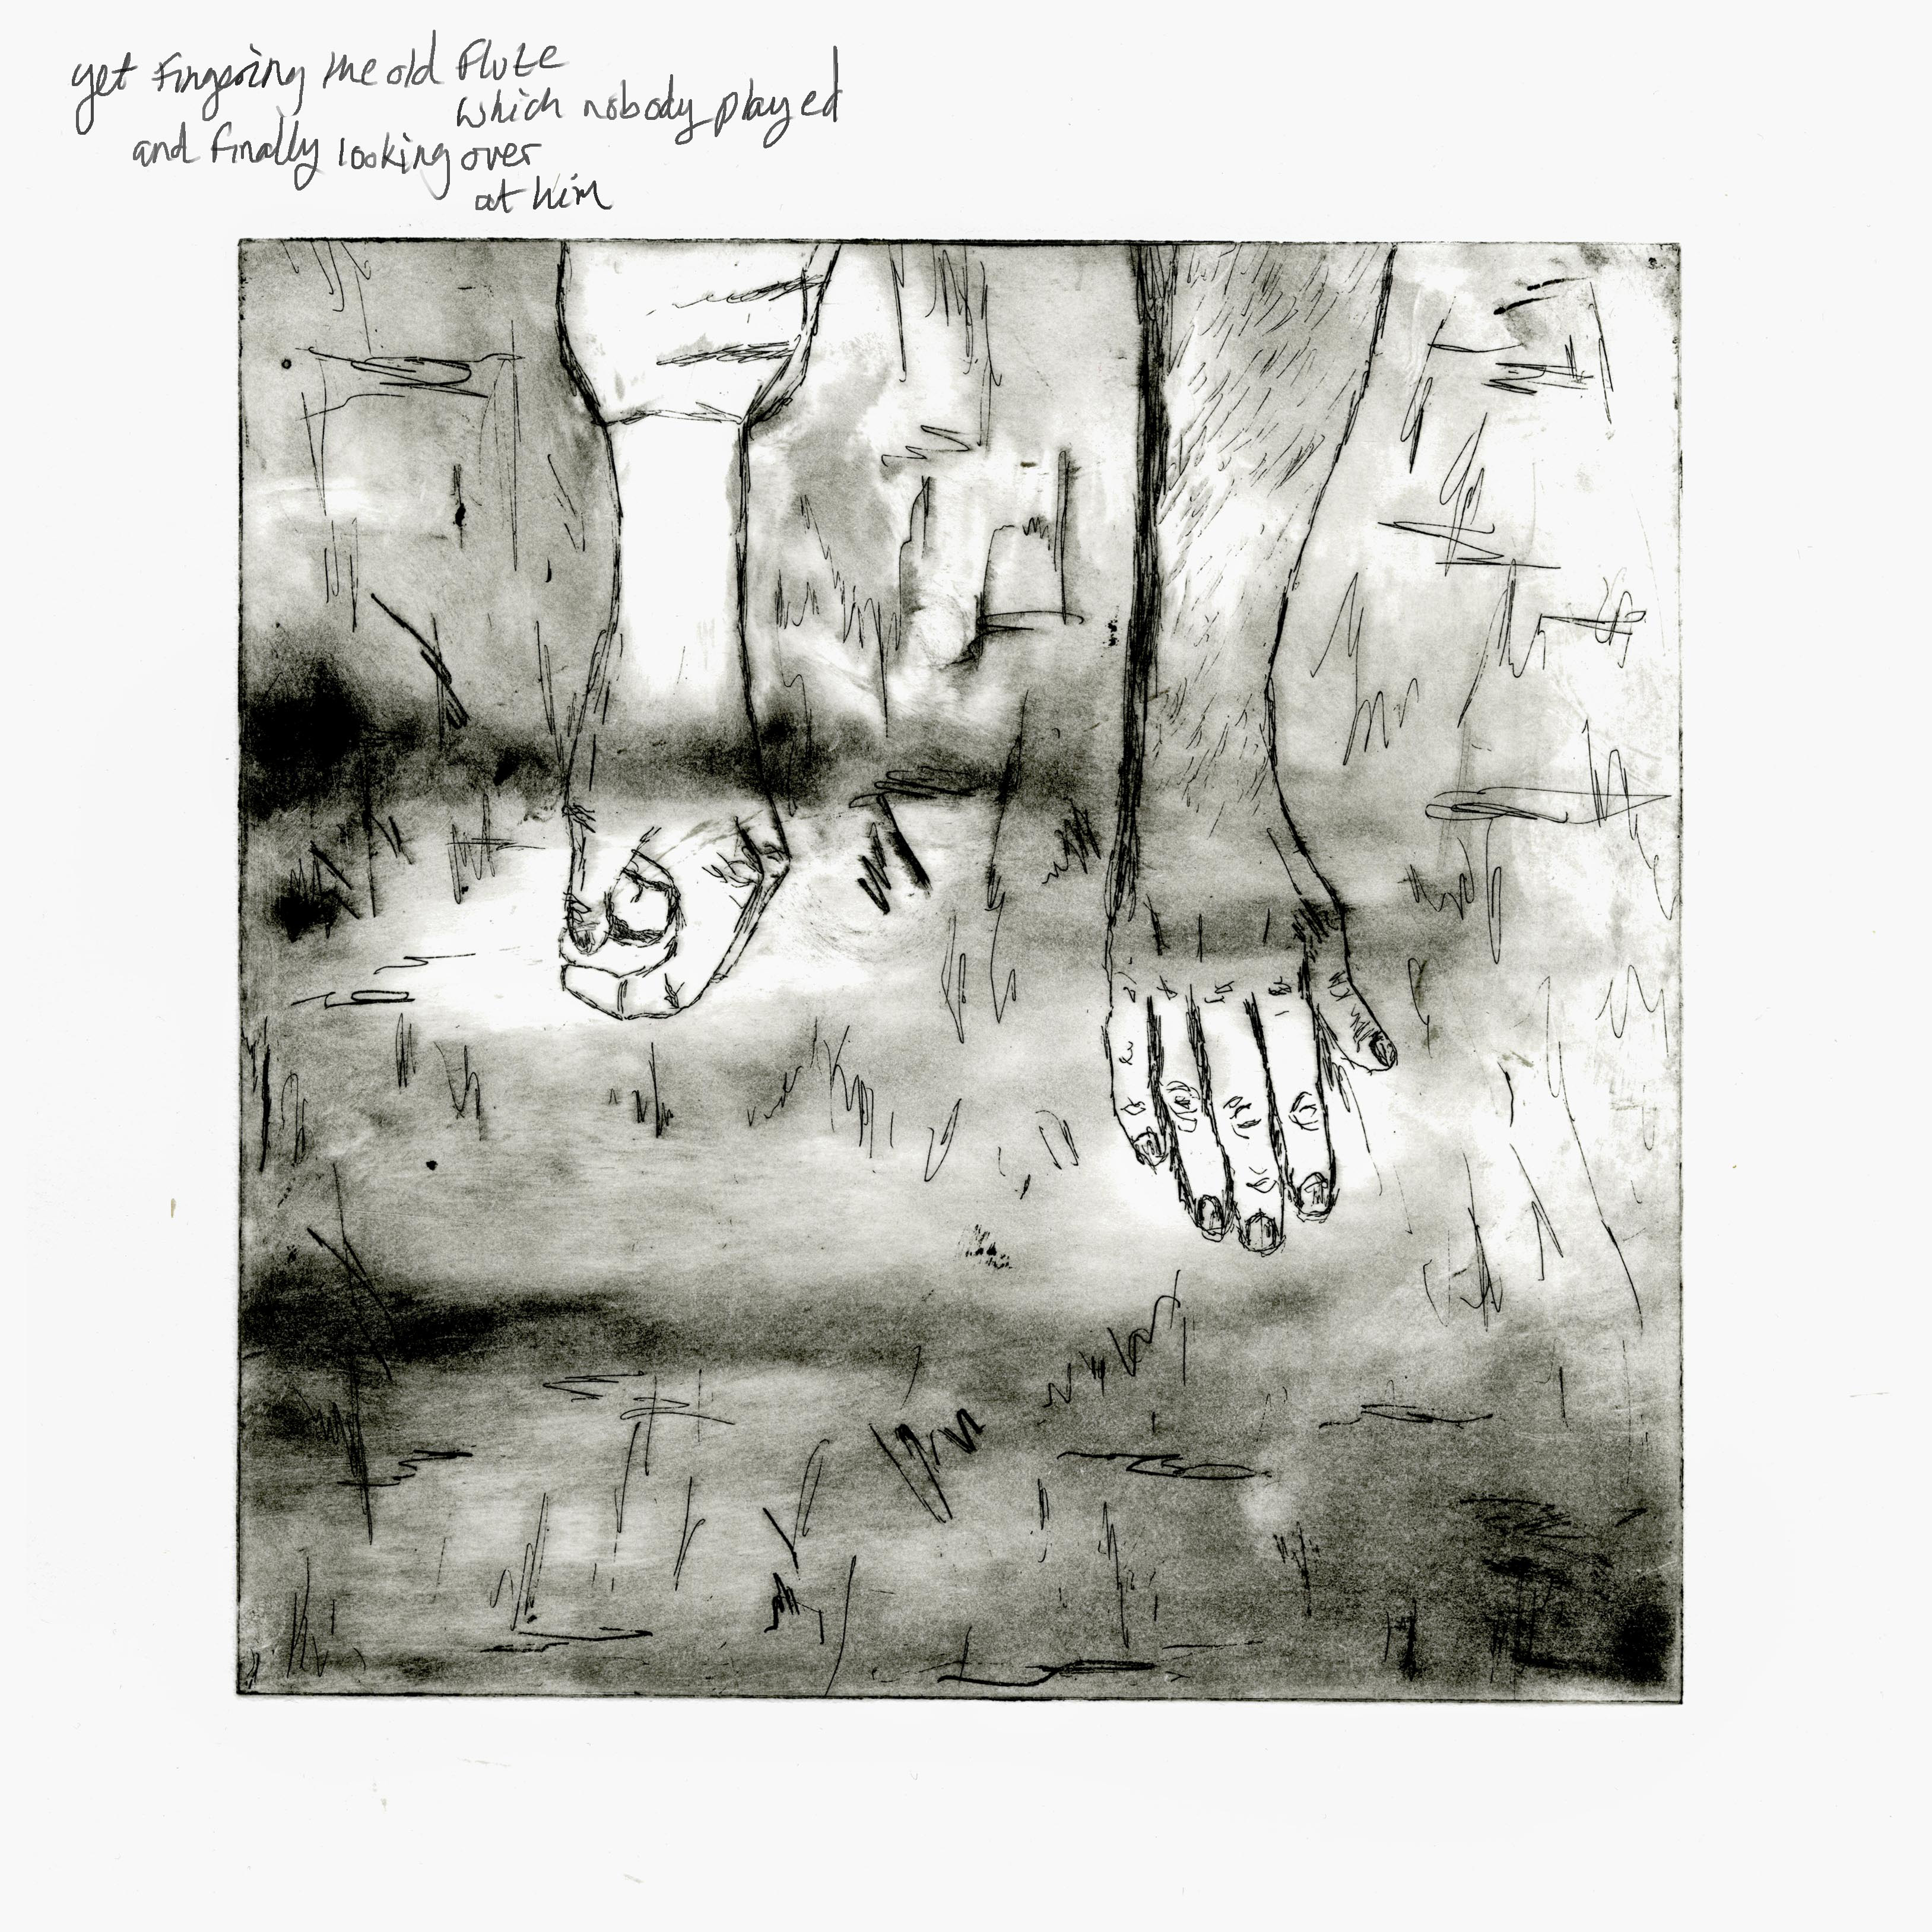 yet Fingering the old Flute
which nobody played
and finally looking over
at him